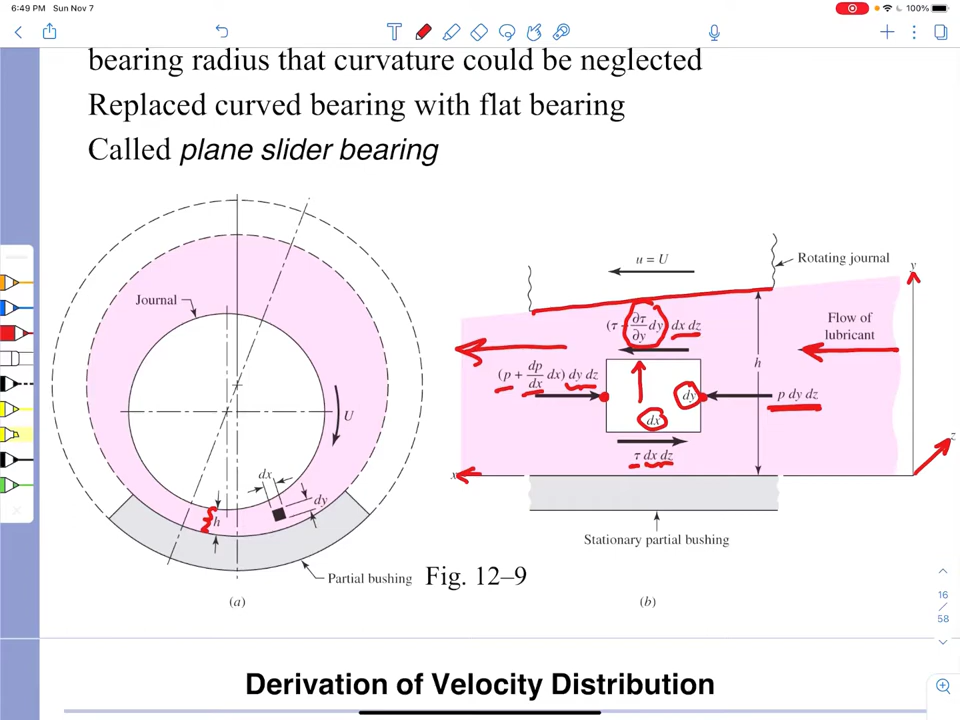 6:49 PM Sun Nov 7
100%
bearing radius that curvature could be neglected
Replaced curved bearing with flat bearing
Called plane slider bearing
Journal
U
dx
dy
h
Partial bushing
(a)
u = U
Rotating journal
y
(τ + ∂τ/∂y dy) dx dz
Flow of
lubricant
h
(p + dp/dx dx) dy dz
dy
p dy dz
dx
z
τ dx dz
x
Stationary partial bushing
Fig. 12–9
(b)
16
/
58
Derivation of Velocity Distribution